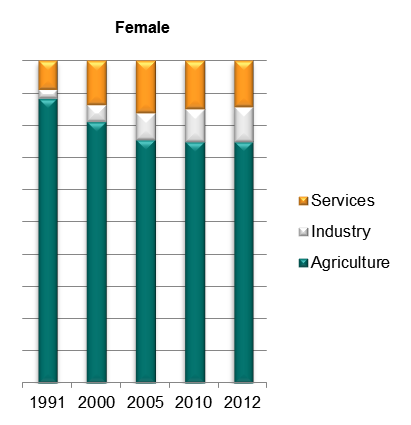 Female
Services
Industry
Agriculture
1991 2000 2005 2010 2012